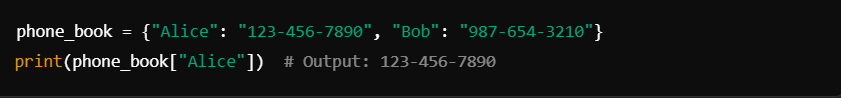 phone_book = {"Alice": "123-456-7890", "Bob": "987-654-3210"}
print(phone_book["Alice"])  # Output: 123-456-7890